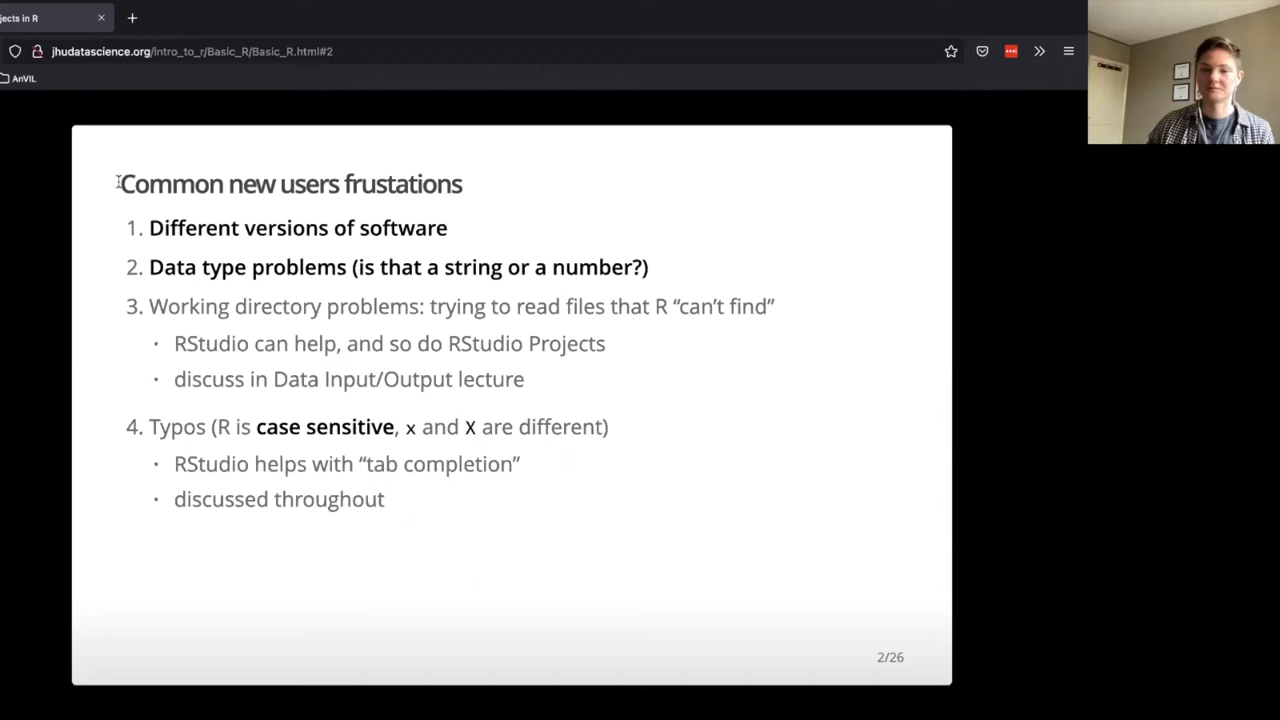 jects in R
jhudatascience.org/intro_to_r/Basic_R/Basic_R.html#2
AnVIL
Common new users frustations
1. Different versions of software
2. Data type problems (is that a string or a number?)
3. Working directory problems: trying to read files that R “can’t find”
· RStudio can help, and so do RStudio Projects
· discuss in Data Input/Output lecture
4. Typos (R is case sensitive, x and X are different)
· RStudio helps with “tab completion”
· discussed throughout
2/26